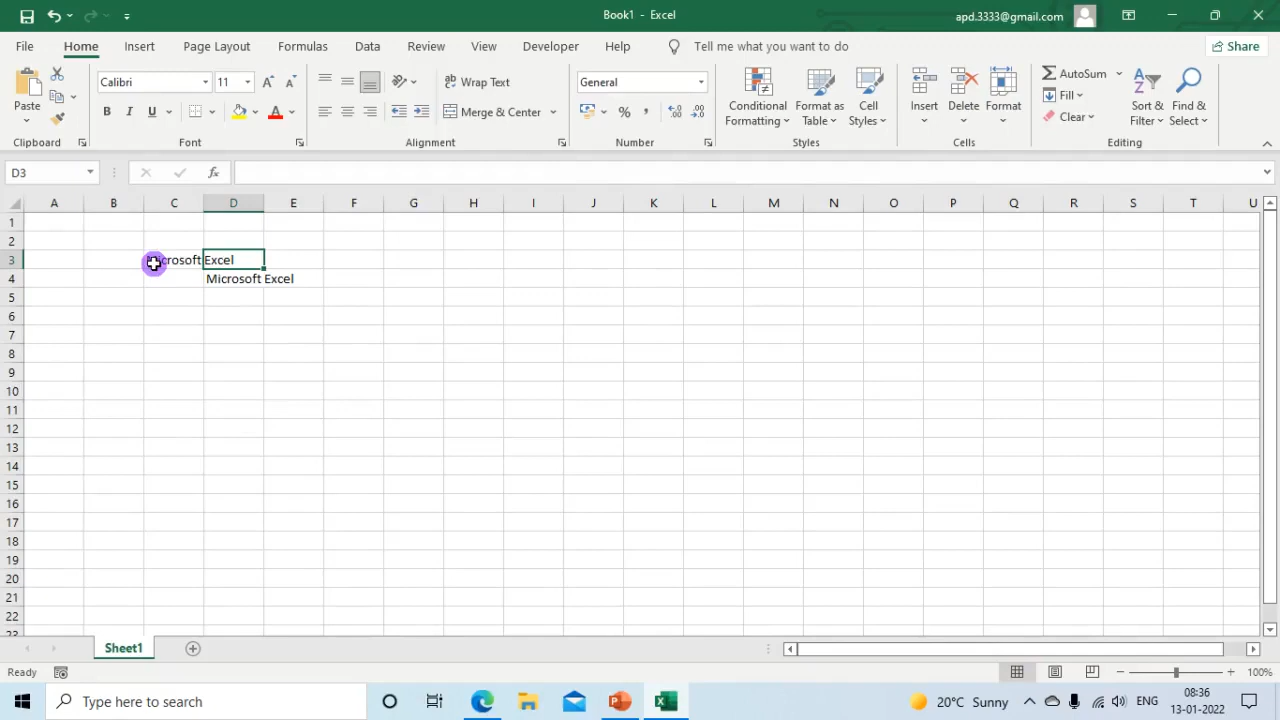 Book1 - Excel
apd.3333@gmail.com
File Home Insert Page Layout Formulas Data Review View Developer Help Tell me what you want to do Share
Paste
Clipboard
Calibri 11
B I U A
Font
Wrap Text
Merge & Center
Alignment
General
%
Number
Conditional Formatting
Format as Table
Cell Styles
Styles
Insert
Delete
Format
Cells
AutoSum
Fill
Clear
Sort & Filter
Find & Select
Editing
D3 fx
A B C D E F G H I J K L M N O P Q R S T U
1
2
3 Microsoft Excel
4 Microsoft Excel
5
6
7
8
9
10
11
12
13
14
15
16
17
18
19
20
21
22
23
Sheet1
Ready 100%
Type here to search 20°C Sunny ENG 08:36
13-01-2022